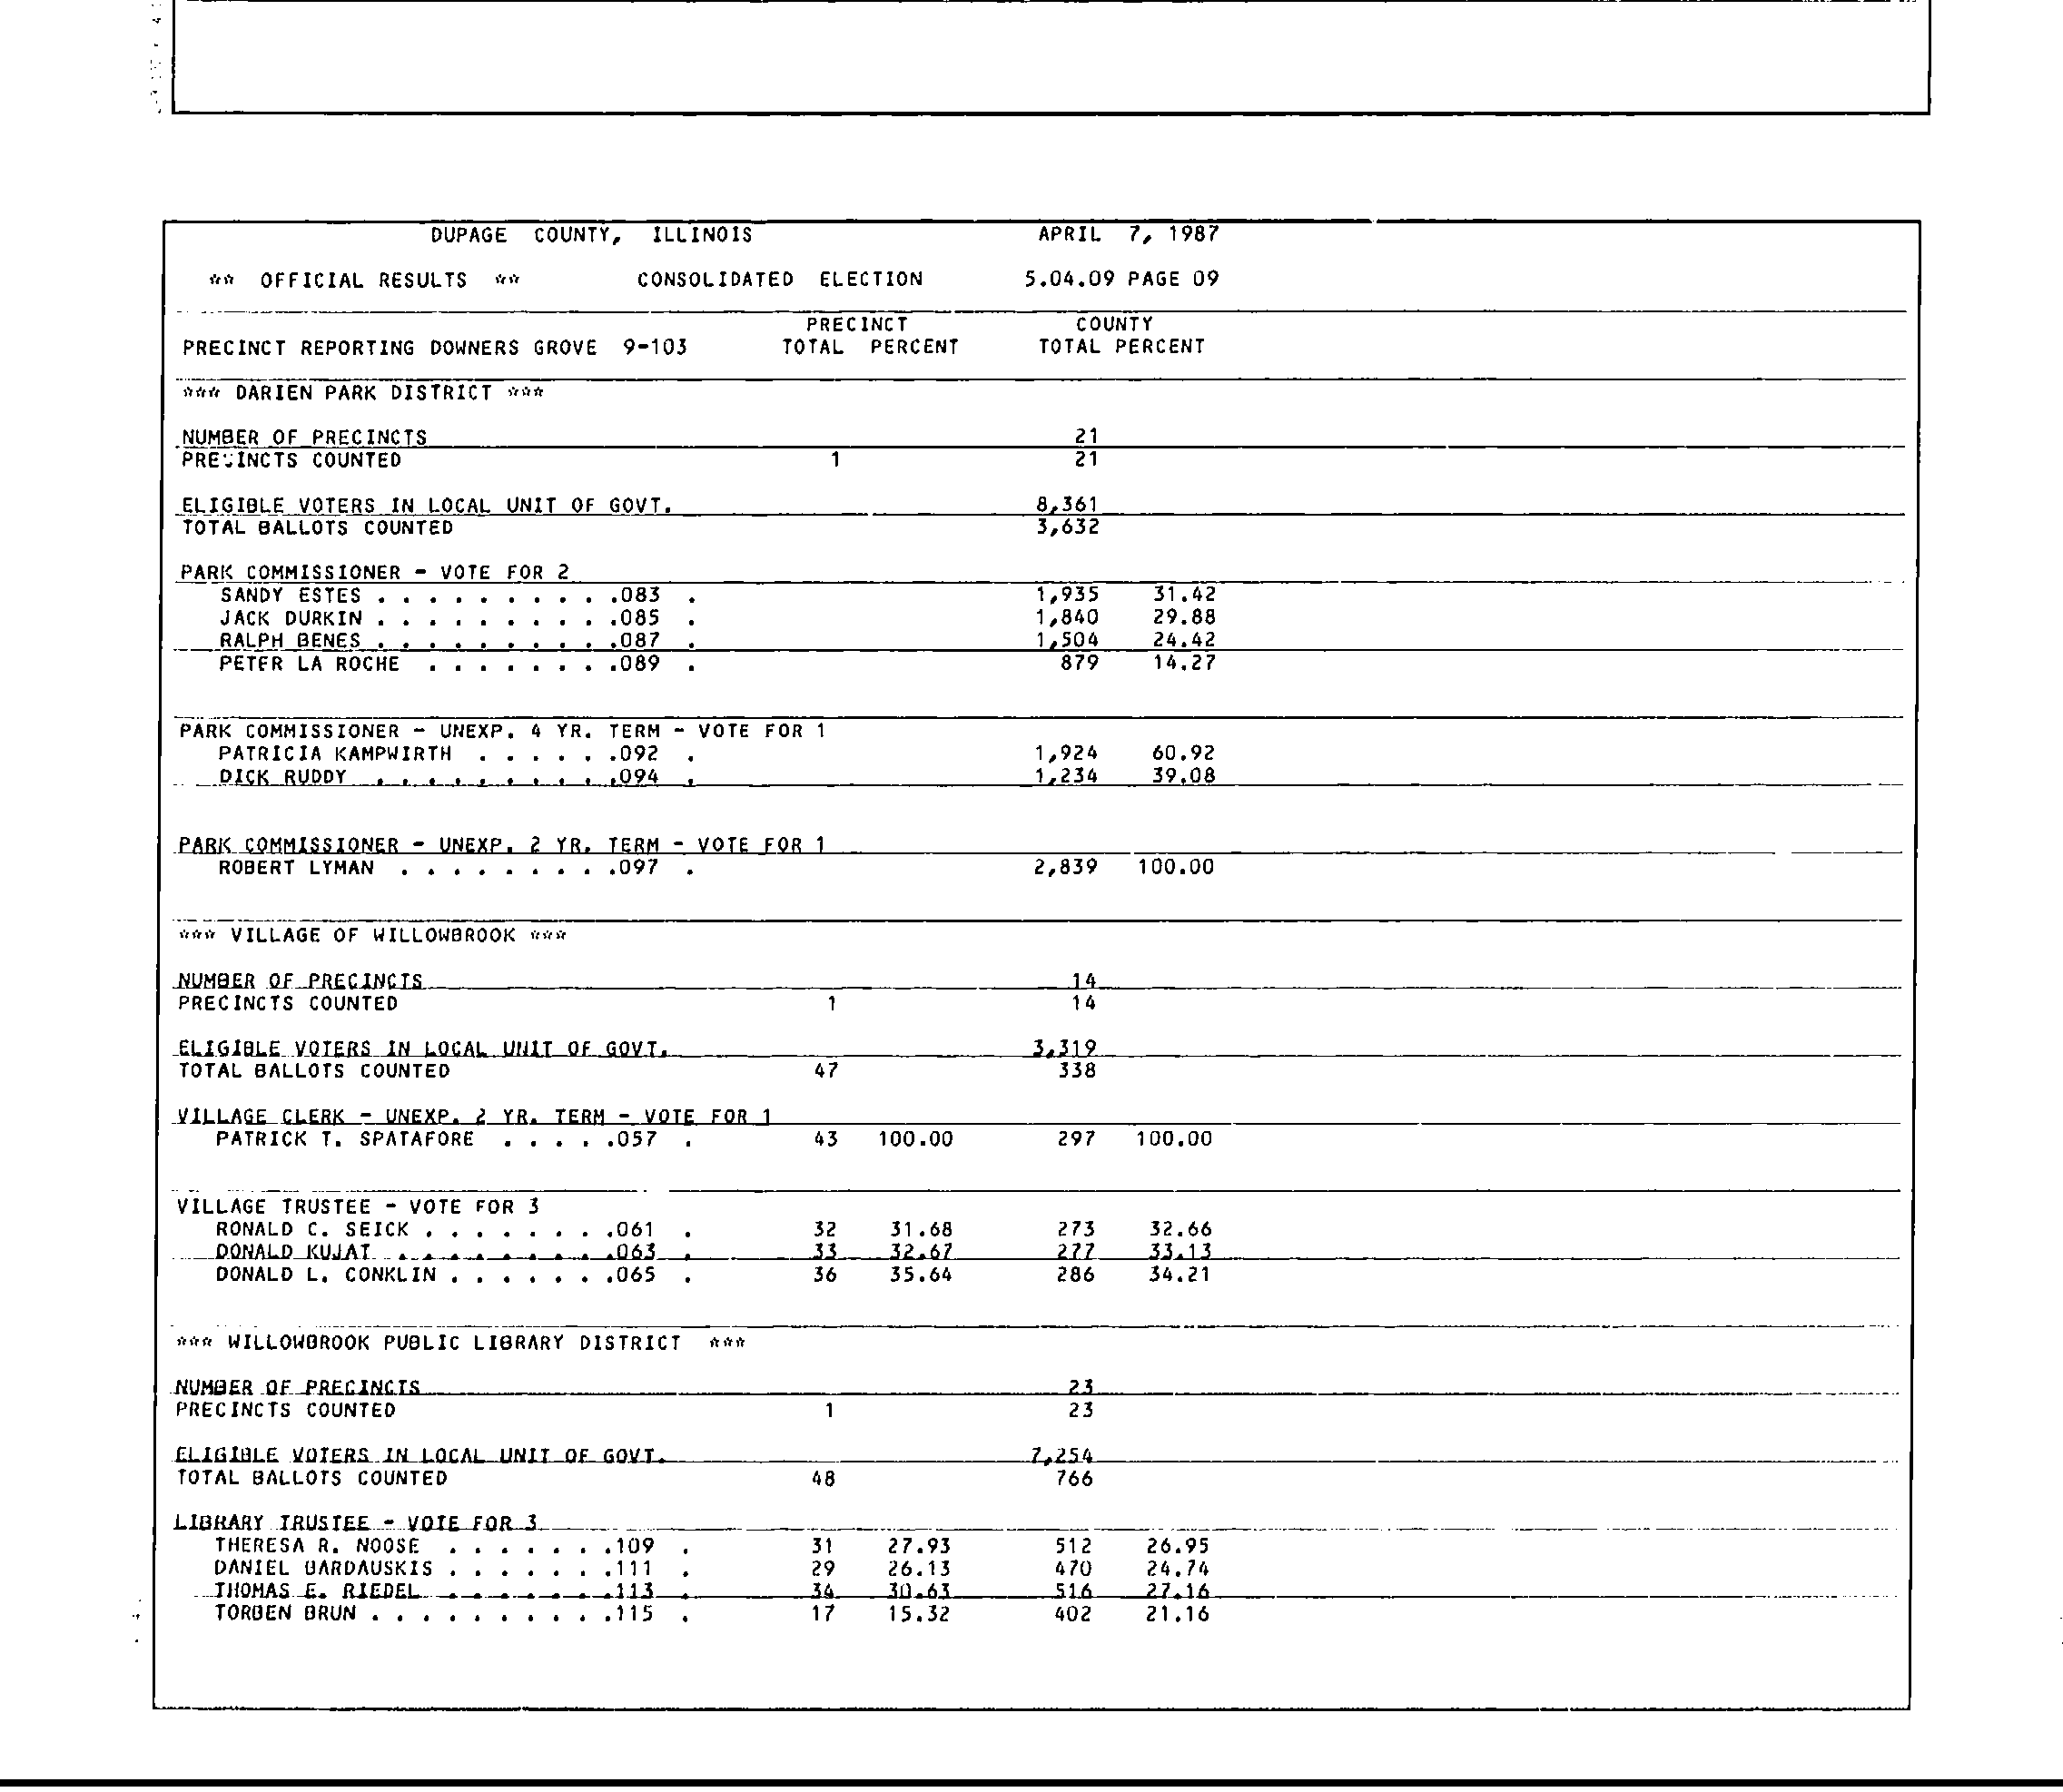 DUPAGE COUNTY, ILLINOIS APRIL 7, 1987
** OFFICIAL RESULTS ** CONSOLIDATED ELECTION 5.04.09 PAGE 09
PRECINCT COUNTY
PRECINCT REPORTING DOWNERS GROVE 9-103 TOTAL PERCENT TOTAL PERCENT
*** DARIEN PARK DISTRICT ***
NUMBER OF PRECINCTS 21
PRECINCTS COUNTED 1 21
ELIGIBLE VOTERS IN LOCAL UNIT OF GOVT. 8,361
TOTAL BALLOTS COUNTED 3,632
PARK COMMISSIONER - VOTE FOR 2
SANDY ESTES . . . . . . . . . .083 . 1,935 31.42
JACK DURKIN . . . . . . . . . .085 . 1,840 29.88
RALPH BENES . . . . . . . . . .087 . 1,504 24.42
PETER LA ROCHE . . . . . . . .089 . 879 14.27
PARK COMMISSIONER - UNEXP. 4 YR. TERM - VOTE FOR 1
PATRICIA KAMPWIRTH . . . . . .092 . 1,924 60.92
DICK RUDDY . . . . . . . . . .094 . 1,234 39.08
PARK COMMISSIONER - UNEXP. 2 YR. TERM - VOTE FOR 1
ROBERT LYMAN . . . . . . . . .097 . 2,839 100.00
*** VILLAGE OF WILLOWBROOK ***
NUMBER OF PRECINCTS 14
PRECINCTS COUNTED 1 14
ELIGIBLE VOTERS IN LOCAL UNIT OF GOVT. 3,319
TOTAL BALLOTS COUNTED 47 338
VILLAGE CLERK - UNEXP. 2 YR. TERM - VOTE FOR 1
PATRICK T. SPATAFORE . . . . .057 . 43 100.00 297 100.00
VILLAGE TRUSTEE - VOTE FOR 3
RONALD C. SEICK . . . . . . . .061 . 32 31.68 273 32.66
DONALD KUJAT . . . . . . . . .063 . 33 32.67 277 33.13
DONALD L. CONKLIN . . . . . . .065 . 36 35.64 286 34.21
*** WILLOWBROOK PUBLIC LIBRARY DISTRICT ***
NUMBER OF PRECINCTS 23
PRECINCTS COUNTED 1 23
ELIGIBLE VOTERS IN LOCAL UNIT OF GOVT. 7,254
TOTAL BALLOTS COUNTED 48 766
LIBRARY TRUSTEE - VOTE FOR 3
THERESA R. NOOSE . . . . . . .109 . 31 27.93 512 26.95
DANIEL BARDAUSKIS . . . . . . .111 . 29 26.13 470 24.74
THOMAS E. RIEDEL . . . . . . .113 . 34 30.63 516 27.16
TORBEN BRUN . . . . . . . . . .115 . 17 15.32 402 21.16